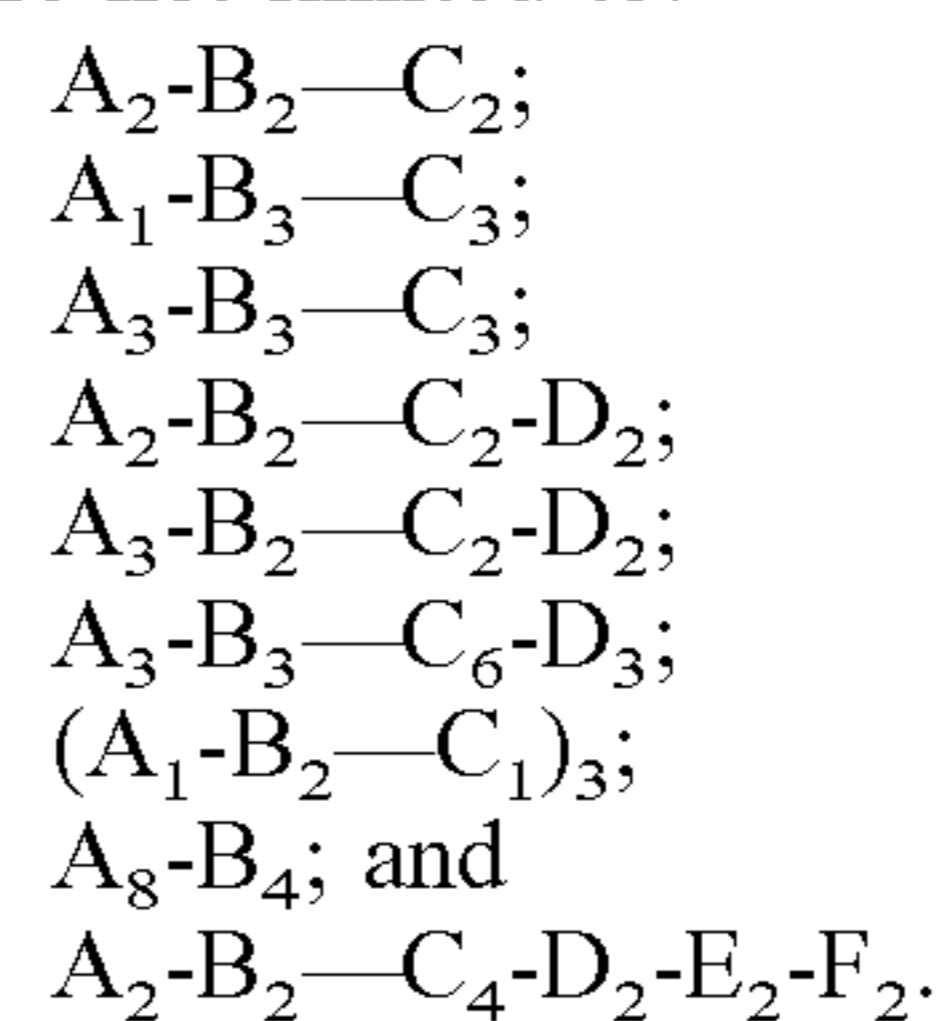 A₂-B₂—C₂;
A₁-B₃—C₃;
A₃-B₃—C₃;
A₂-B₂—C₂-D₂;
A₃-B₂—C₂-D₂;
A₃-B₃—C₆-D₃;
(A₁-B₂—C₁)₃;
A₈-B₄; and
A₂-B₂—C₄-D₂-E₂-F₂.